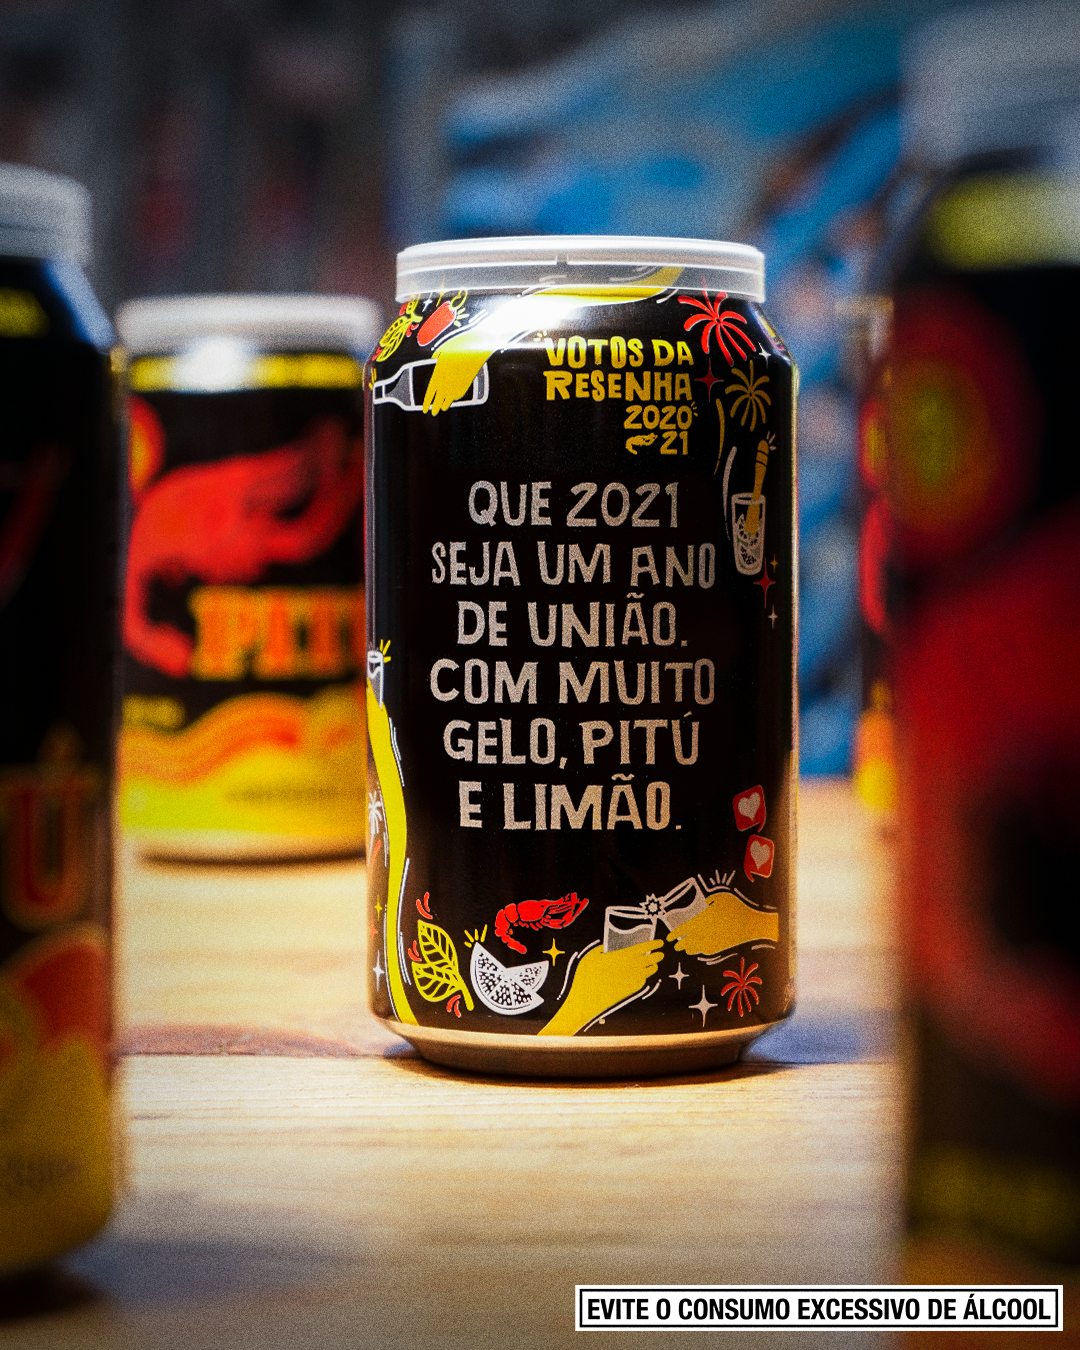 VOTOS DA
RESENHA
2020
21
QUE 2021
SEJA UM ANO
DE UNIÃO.
COM MUITO
GELO, PITÚ
E LIMÃO.
PIT
Ú
EVITE O CONSUMO EXCESSIVO DE ÁLCOOL